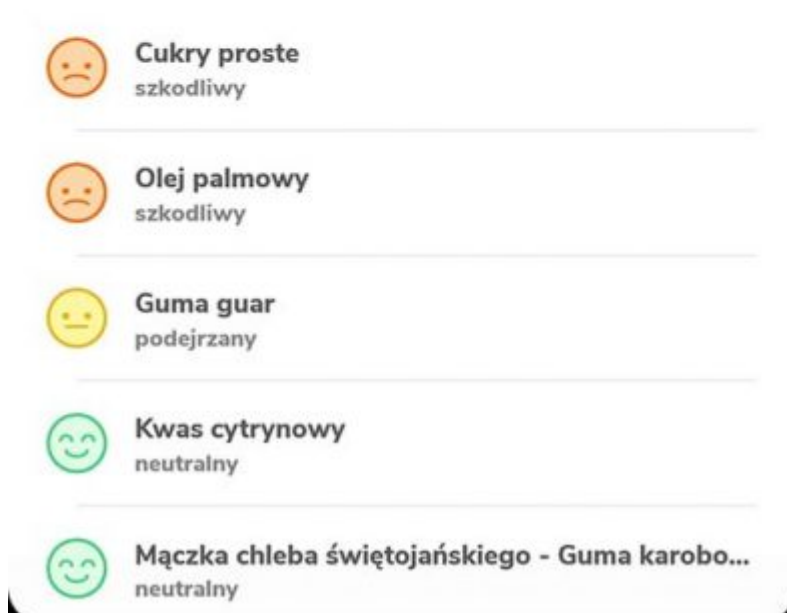 Cukry proste
szkodliwy
Olej palmowy
szkodliwy
Guma guar
podejrzany
Kwas cytrynowy
neutralny
Mączka chleba świętojańskiego - Guma karobo...
neutralny